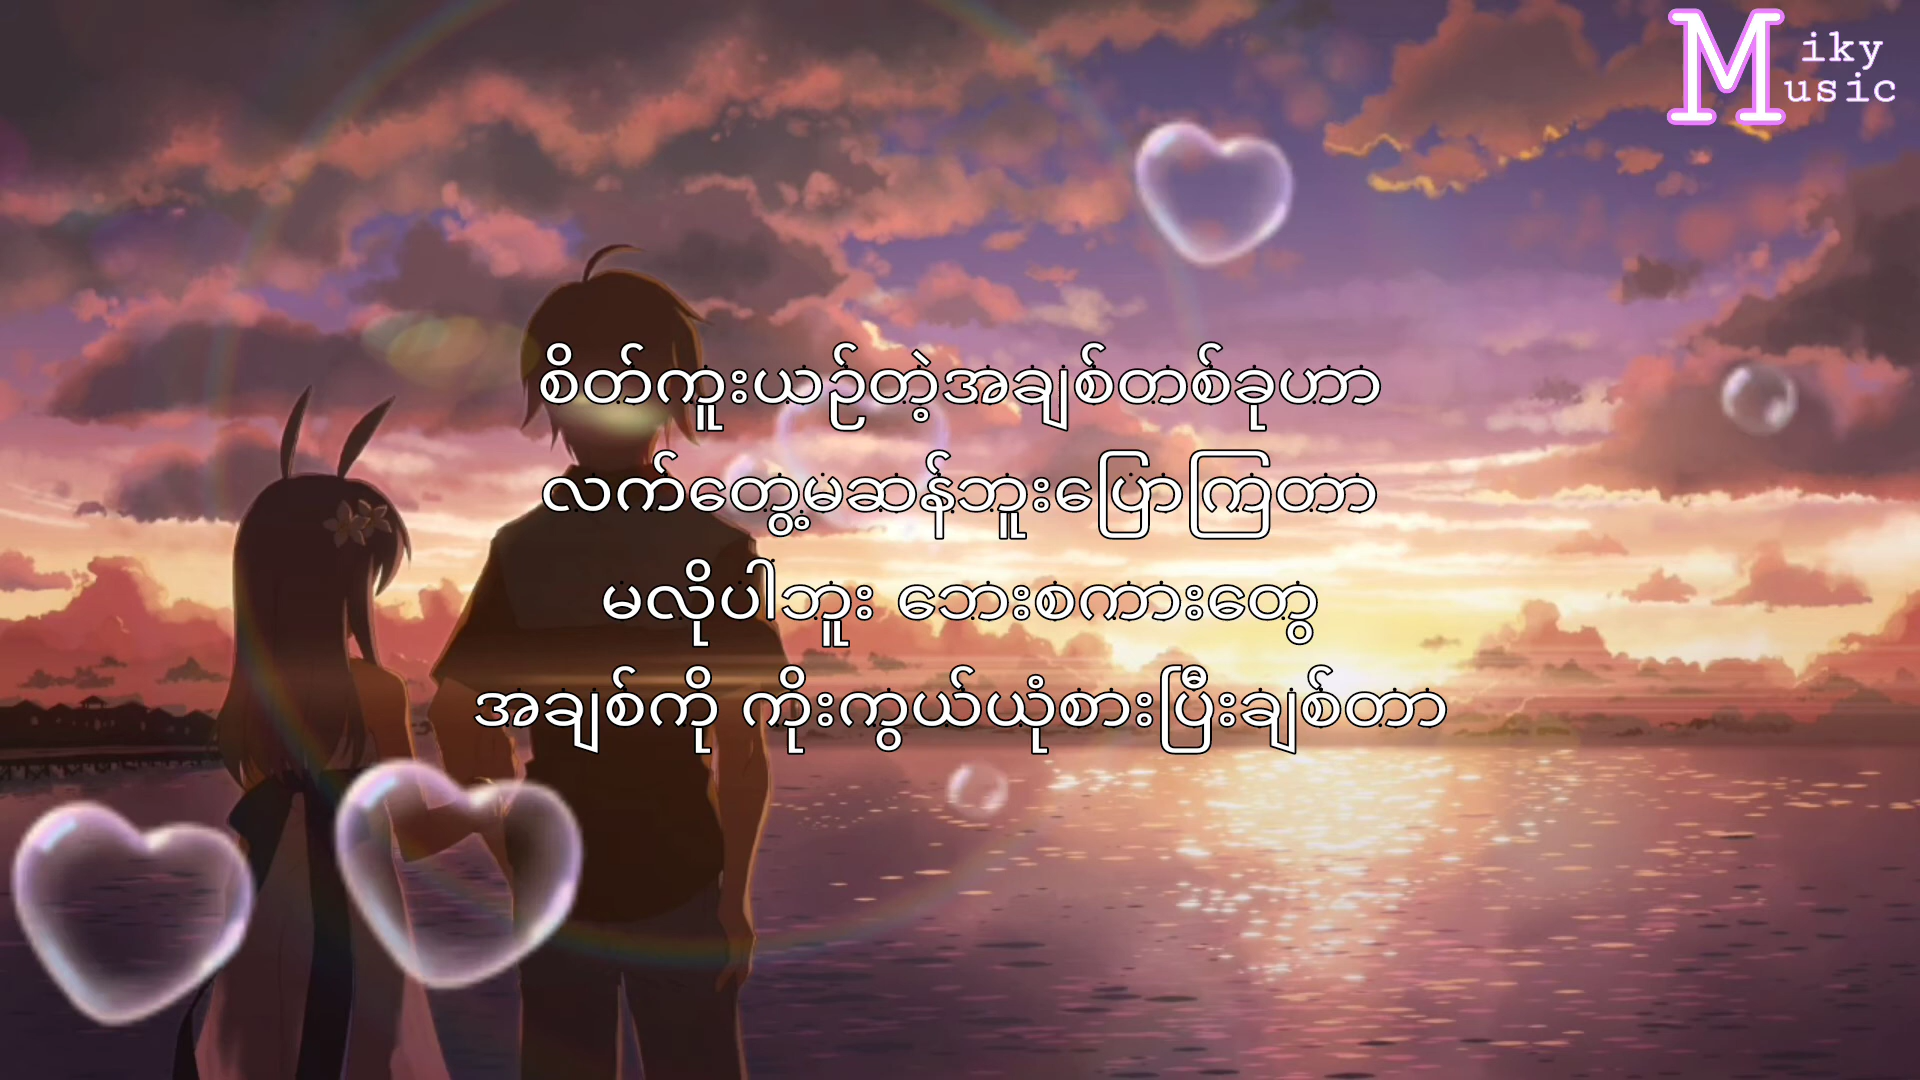 Miky
Music
စိတ်ကူးယဉ်တဲ့အချစ်တစ်ခုဟာ
လက်တွေ့မဆန်ဘူးပြောကြတာ
မလိုပါဘူး ဘေးစကားတွေ
အချစ်ကို ကိုးကွယ်ယုံစားပြီးချစ်တာ